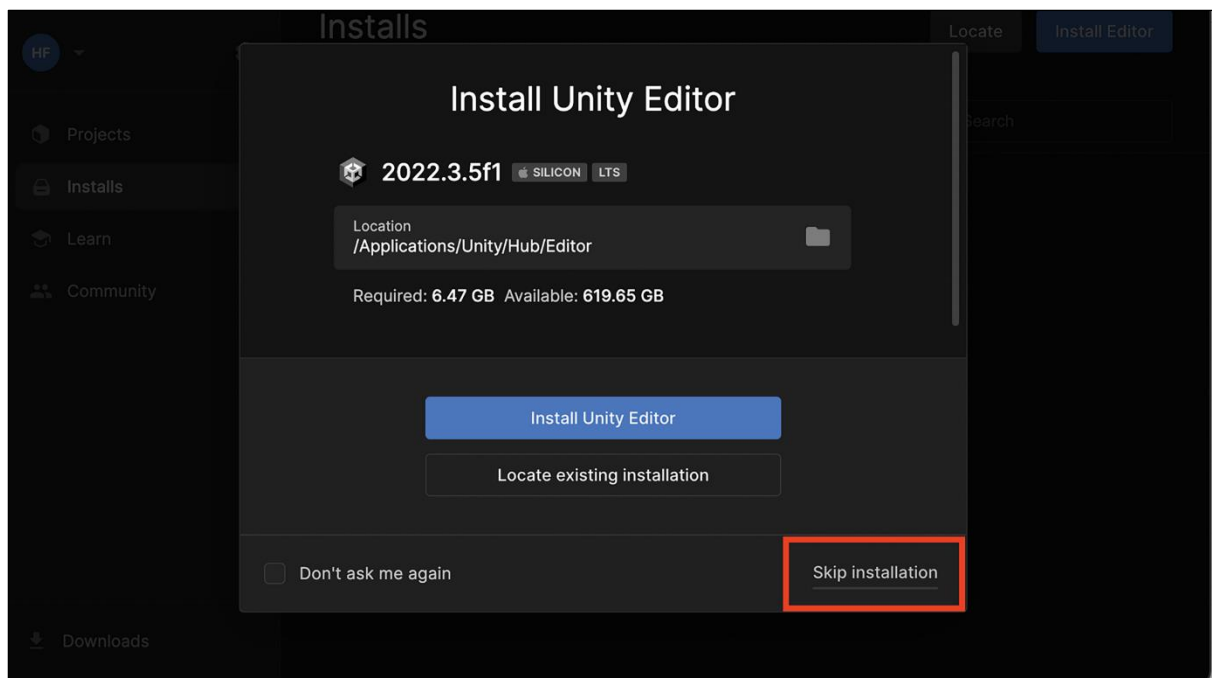 HF
Installs
Locate
Install Editor
Projects
Installs
Learn
Community
Downloads
Search
Install Unity Editor
2022.3.5f1 SILICON LTS
Location
/Applications/Unity/Hub/Editor
Required: 6.47 GB Available: 619.65 GB
Install Unity Editor
Locate existing installation
Don't ask me again
Skip installation